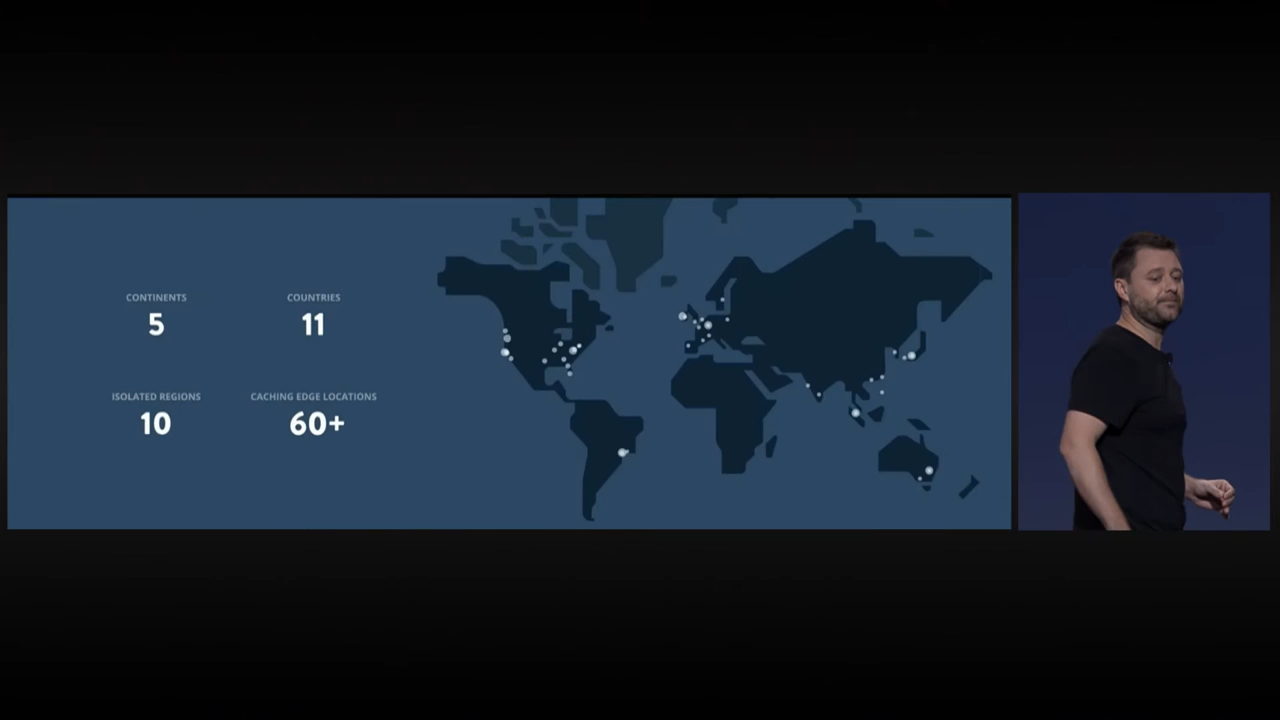 CONTINENTS COUNTRIES
5 11
ISOLATED REGIONS CACHING EDGE LOCATIONS
10 60+